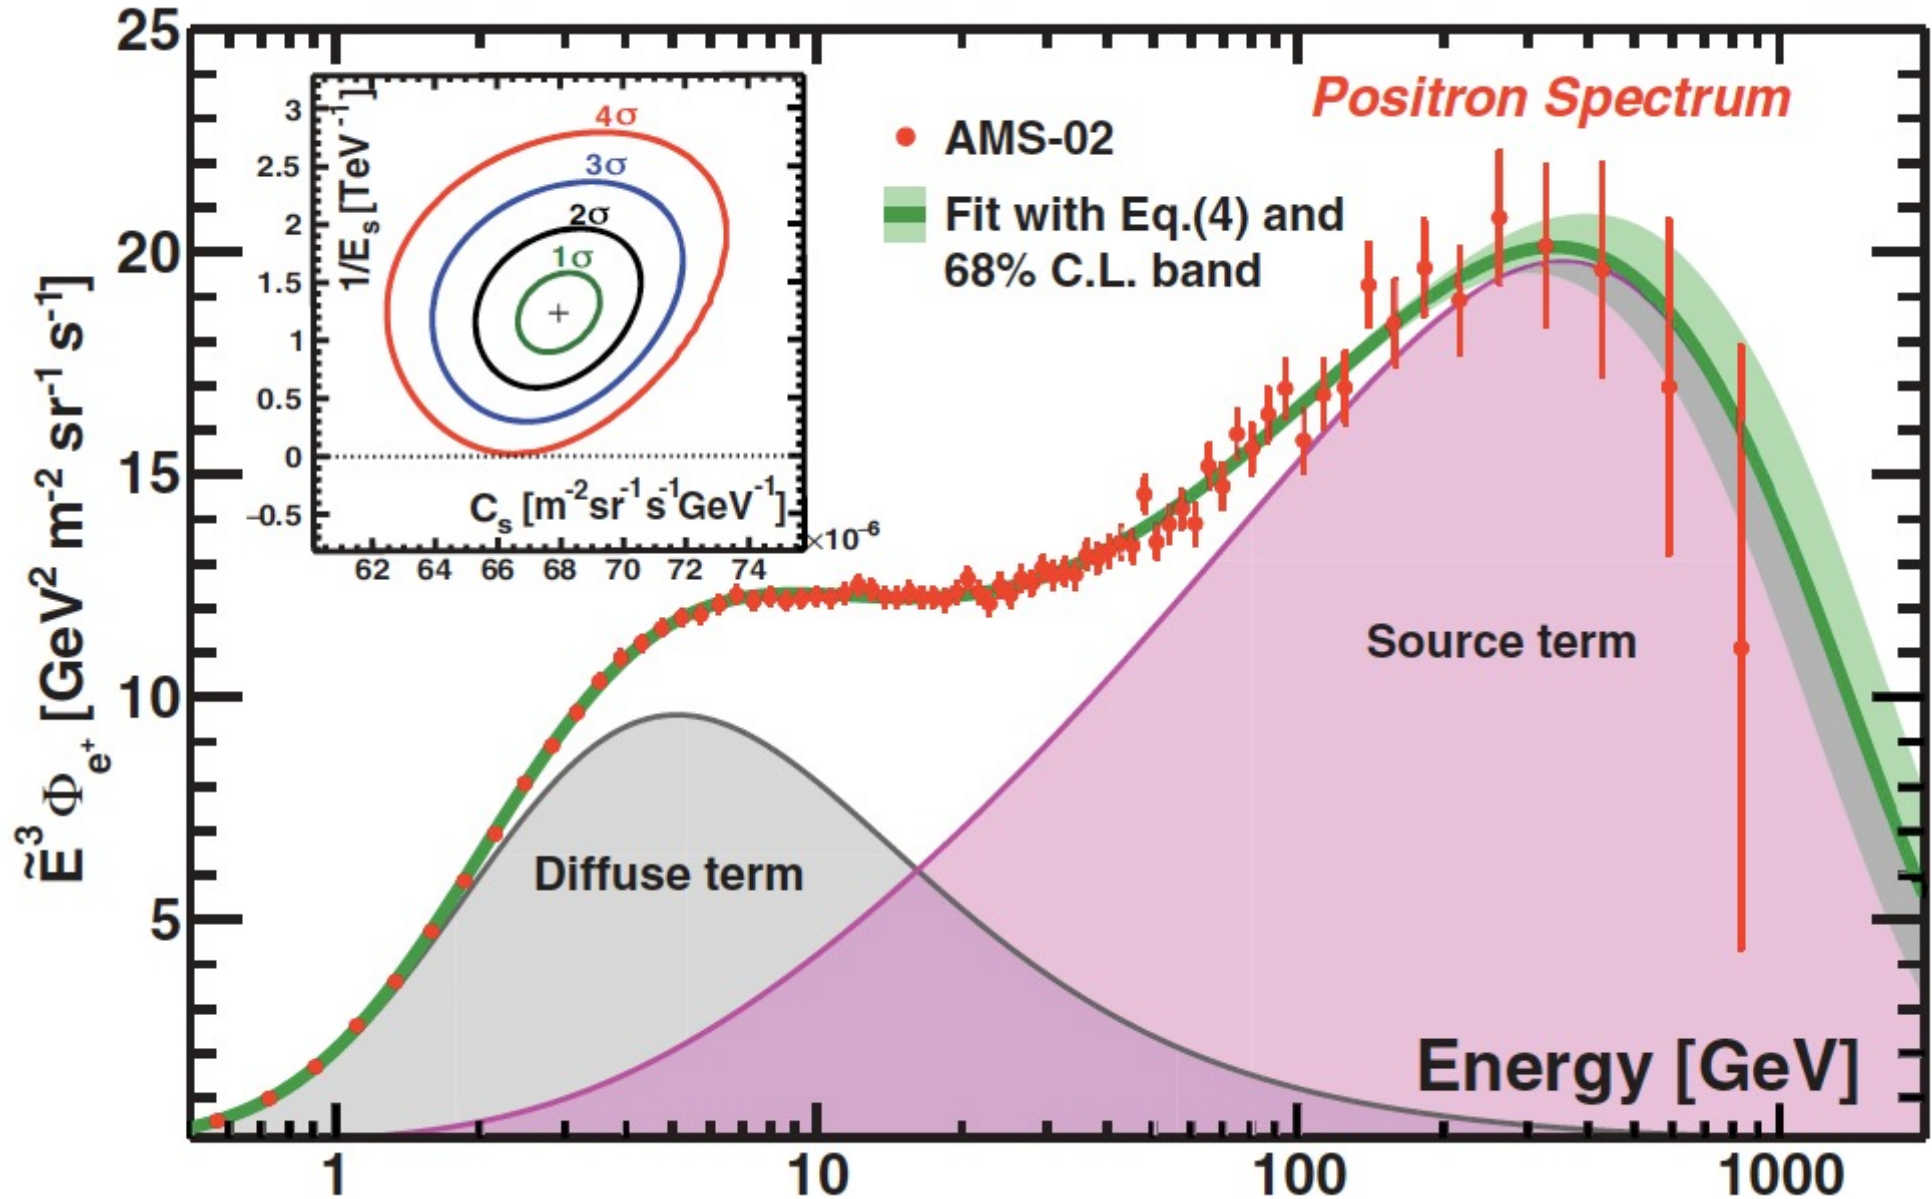 25
20
15
10
5
Ẽ³ Φₑ⁺ [GeV² m⁻² sr⁻¹ s⁻¹]
3
2.5
2
1.5
1
0.5
0
−0.5
1/Eₛ [TeV⁻¹]
4σ
3σ
2σ
1σ
Cₛ [m⁻²sr⁻¹s⁻¹GeV⁻¹]
×10⁻⁶
62 64 66 68 70 72 74
Positron Spectrum
AMS-02
Fit with Eq.(4) and
68% C.L. band
Source term
Diffuse term
Energy [GeV]
1 10 100 1000